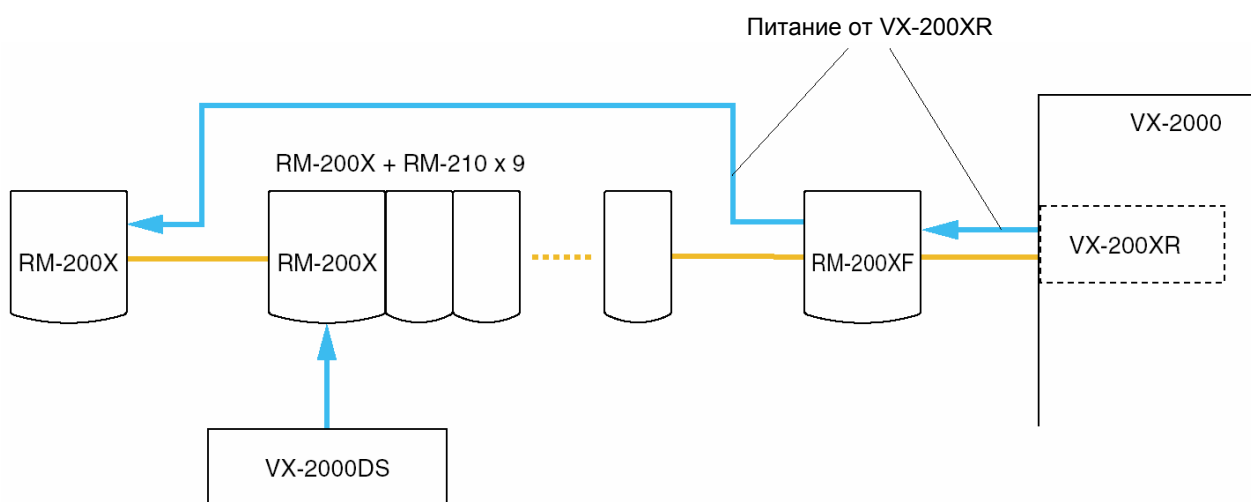 Питание от VX-200XR
VX-2000
RM-200X + RM-210 x 9
RM-200X
RM-200X
RM-200XF
VX-200XR
VX-2000DS